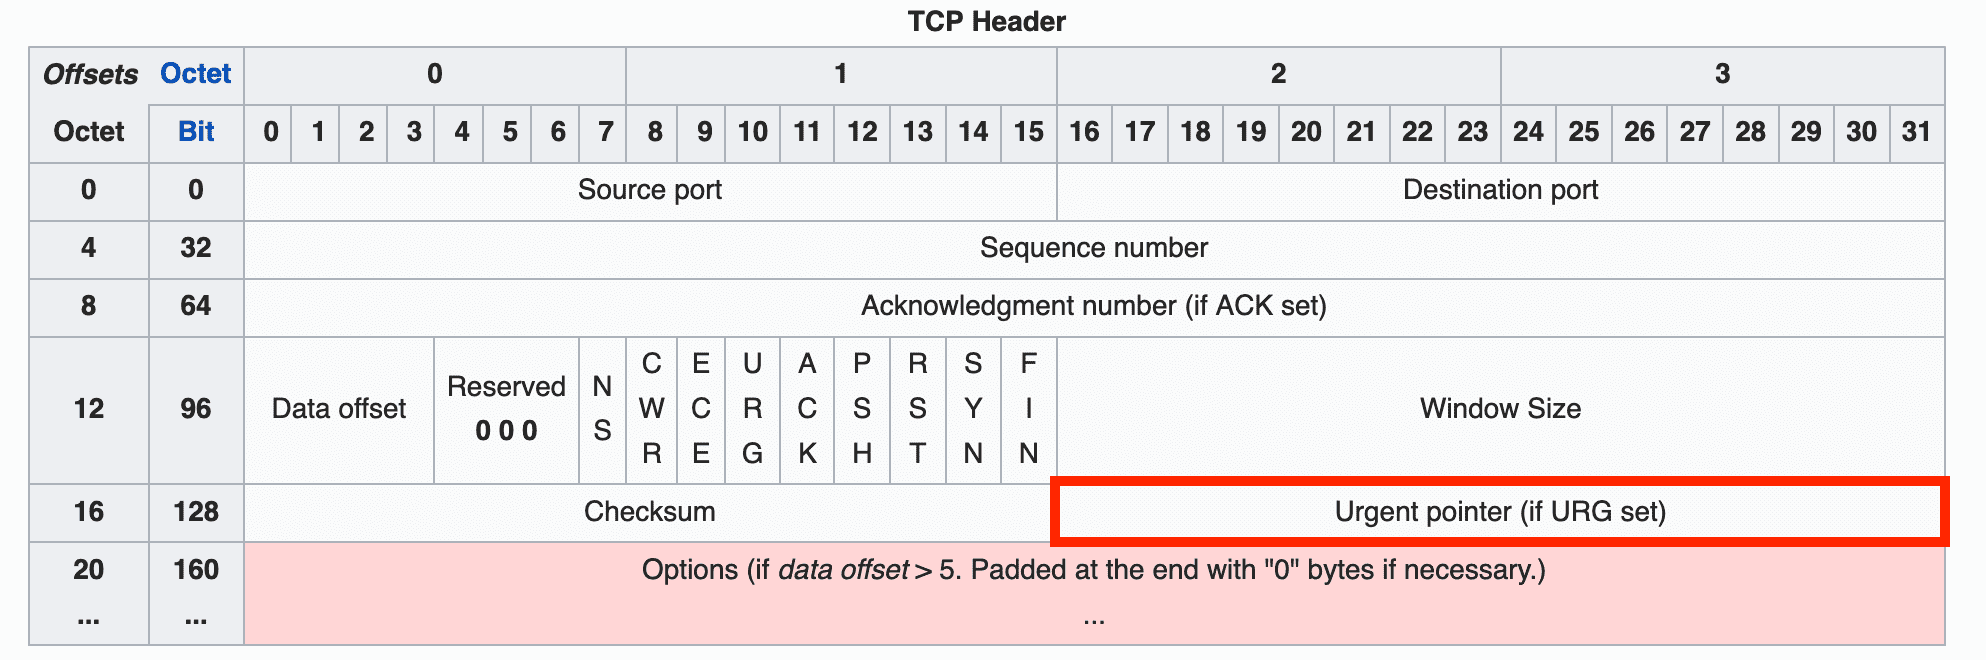 TCP Header
Offsets Octet 0 1 2 3
Octet Bit 0 1 2 3 4 5 6 7 8 9 10 11 12 13 14 15 16 17 18 19 20 21 22 23 24 25 26 27 28 29 30 31
0 0 Source port Destination port
4 32 Sequence number
8 64 Acknowledgment number (if ACK set)
12 96 Data offset Reserved 0 0 0 NS CWR ECE URG ACK PSH RST SYN FIN Window Size
16 128 Checksum Urgent pointer (if URG set)
20 160 Options (if data offset > 5. Padded at the end with "0" bytes if necessary.)
... ... ...